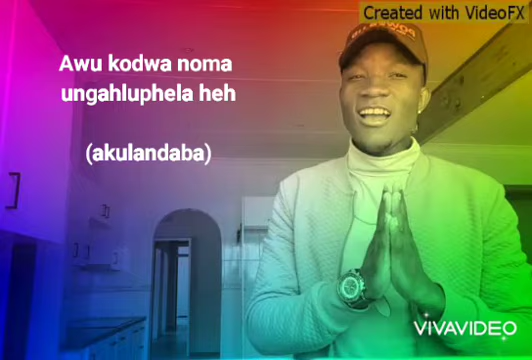 Created with VideoFX
Awu kodwa noma
ungahluphela heh
(akulandaba)
VIVAVIDEO